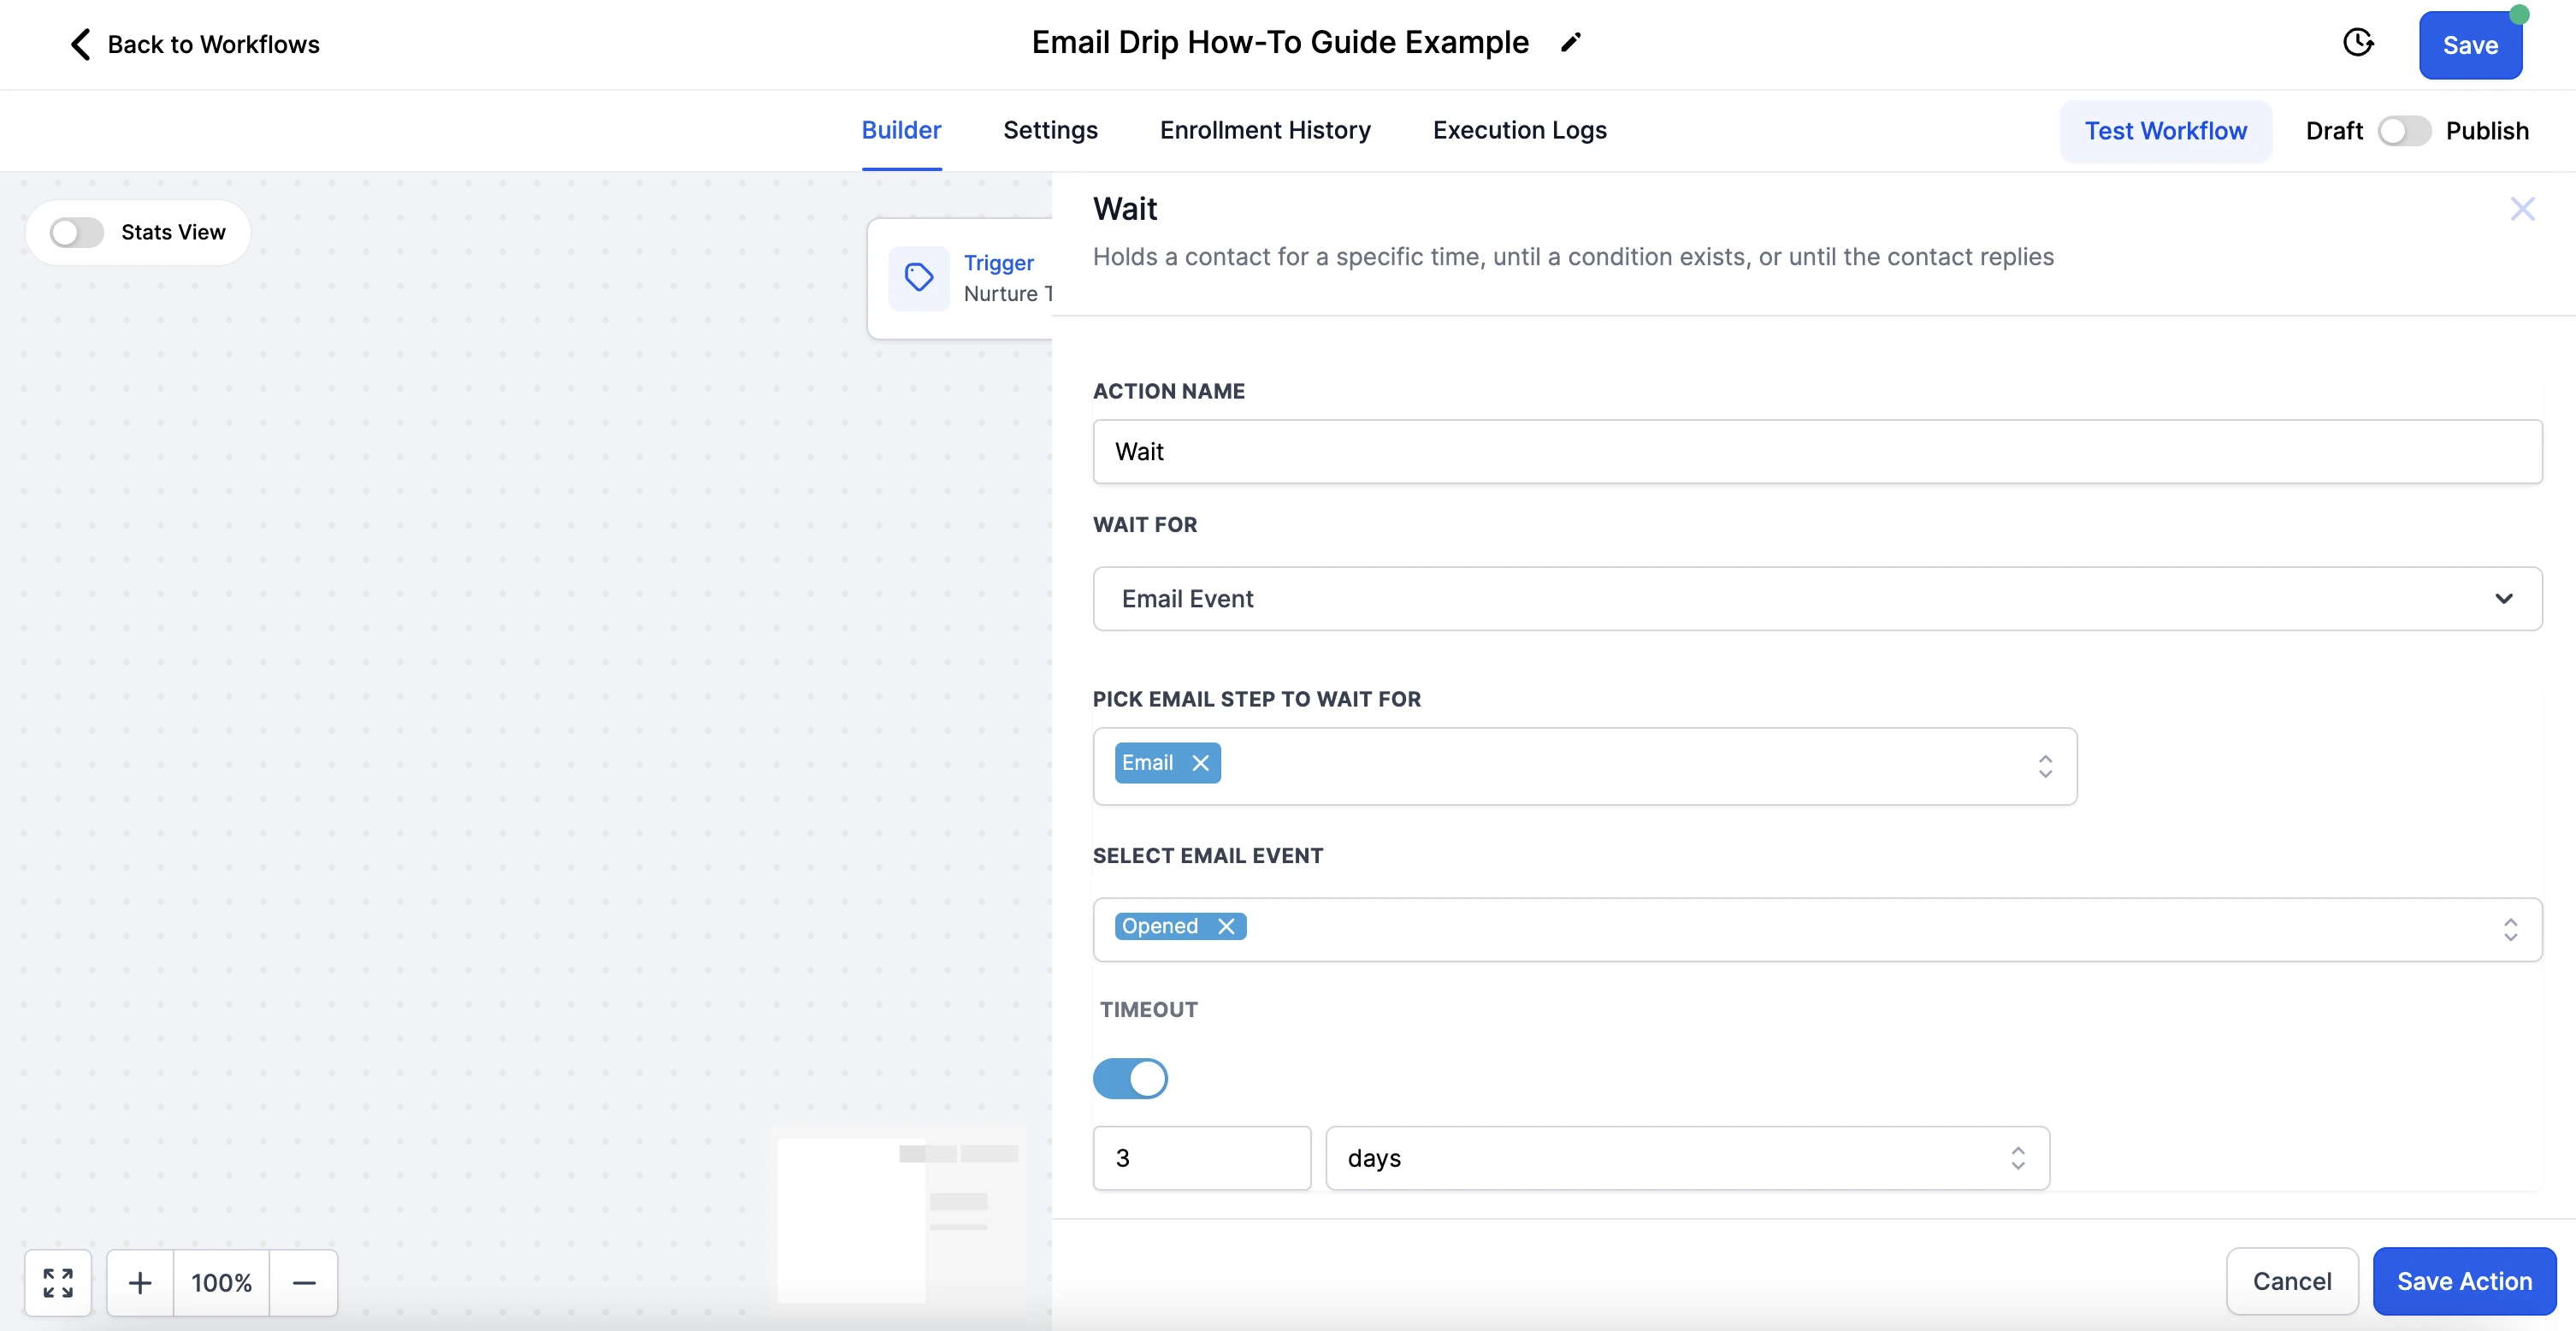 Back to Workflows
Email Drip How-To Guide Example
Save
Builder
Settings
Enrollment History
Execution Logs
Test Workflow
Draft
Publish
Stats View
Trigger
Nurture T
Wait
Holds a contact for a specific time, until a condition exists, or until the contact replies
ACTION NAME
Wait
WAIT FOR
Email Event
PICK EMAIL STEP TO WAIT FOR
Email
SELECT EMAIL EVENT
Opened
TIMEOUT
3
days
100%
Cancel
Save Action